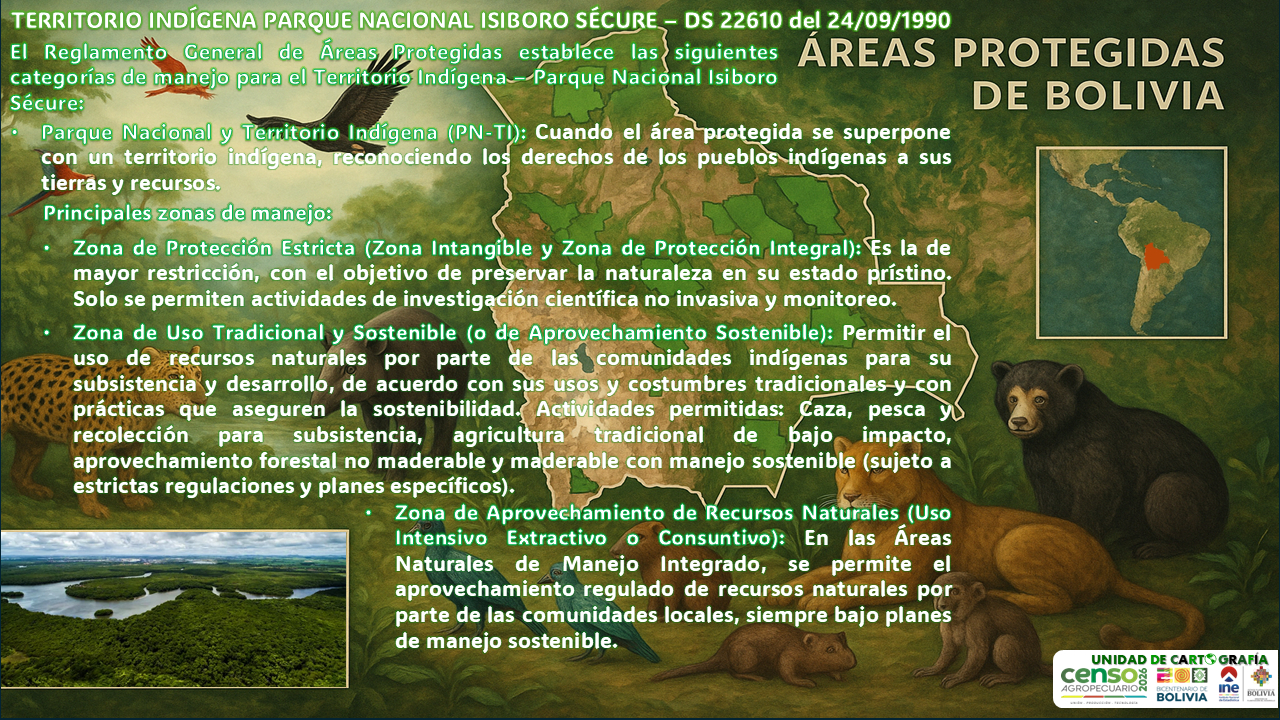 TERRITORIO INDÍGENA PARQUE NACIONAL ISIBORO SÉCURE – DS 22610 del 24/09/1990
El Reglamento General de Áreas Protegidas establece las siguientes
categorías de manejo para el Territorio Indígena – Parque Nacional Isiboro
Sécure:
ÁREAS PROTEGIDAS
DE BOLIVIA
• Parque Nacional y Territorio Indígena (PN-TI): Cuando el área protegida se superpone
con un territorio indígena, reconociendo los derechos de los pueblos indígenas a sus
tierras y recursos.
Principales zonas de manejo:
• Zona de Protección Estricta (Zona Intangible y Zona de Protección Integral): Es la de
mayor restricción, con el objetivo de preservar la naturaleza en su estado prístino.
Solo se permiten actividades de investigación científica no invasiva y monitoreo.
• Zona de Uso Tradicional y Sostenible (o de Aprovechamiento Sostenible): Permitir el
uso de recursos naturales por parte de las comunidades indígenas para su
subsistencia y desarrollo, de acuerdo con sus usos y costumbres tradicionales y con
prácticas que aseguren la sostenibilidad. Actividades permitidas: Caza, pesca y
recolección para subsistencia, agricultura tradicional de bajo impacto,
aprovechamiento forestal no maderable y maderable con manejo sostenible (sujeto a
estrictas regulaciones y planes específicos).
• Zona de Aprovechamiento de Recursos Naturales (Uso
Intensivo Extractivo o Consuntivo): En las Áreas
Naturales de Manejo Integrado, se permite el
aprovechamiento regulado de recursos naturales por
parte de las comunidades locales, siempre bajo planes
de manejo sostenible.
UNIDAD DE CARTOGRAFÍA
censo
AGROPECUARIO
2026
BICENTENARIO DE
BOLIVIA
ine
BOLIVIA